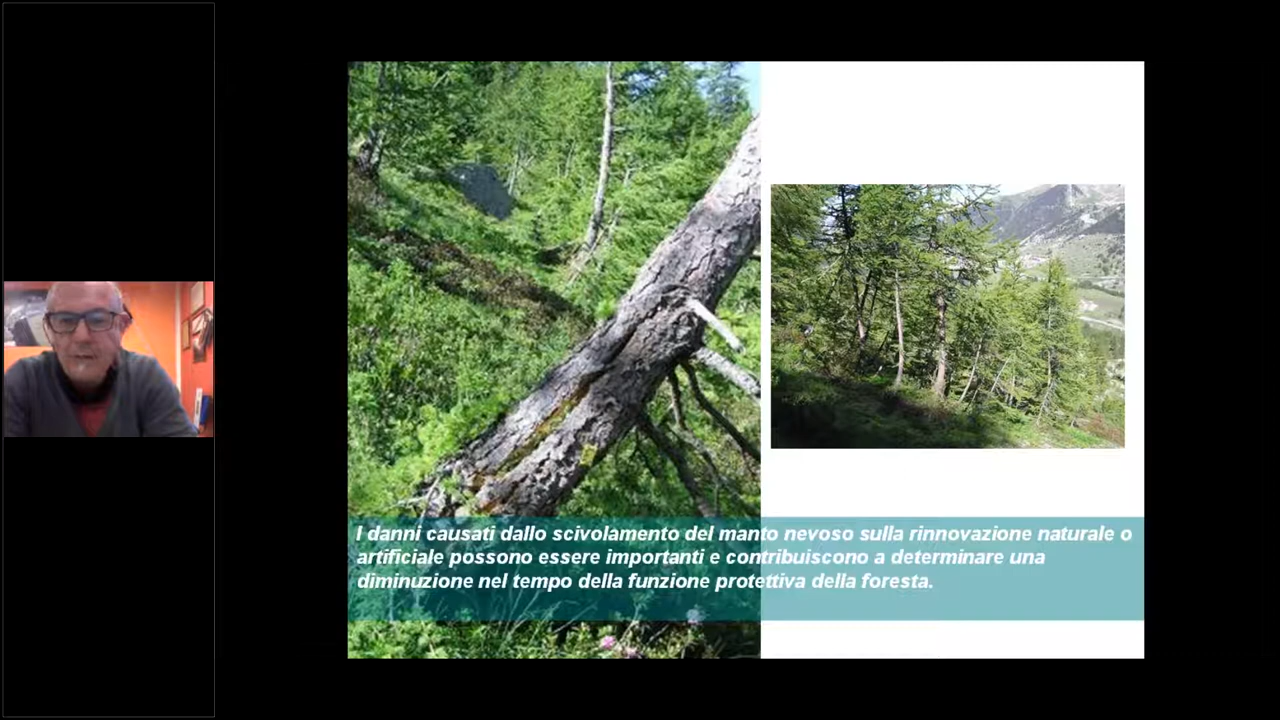 I danni causati dallo scivolamento del manto nevoso sulla rinnovazione naturale o
artificiale possono essere importanti e contribuiscono a determinare una
diminuzione nel tempo della funzione protettiva della foresta.